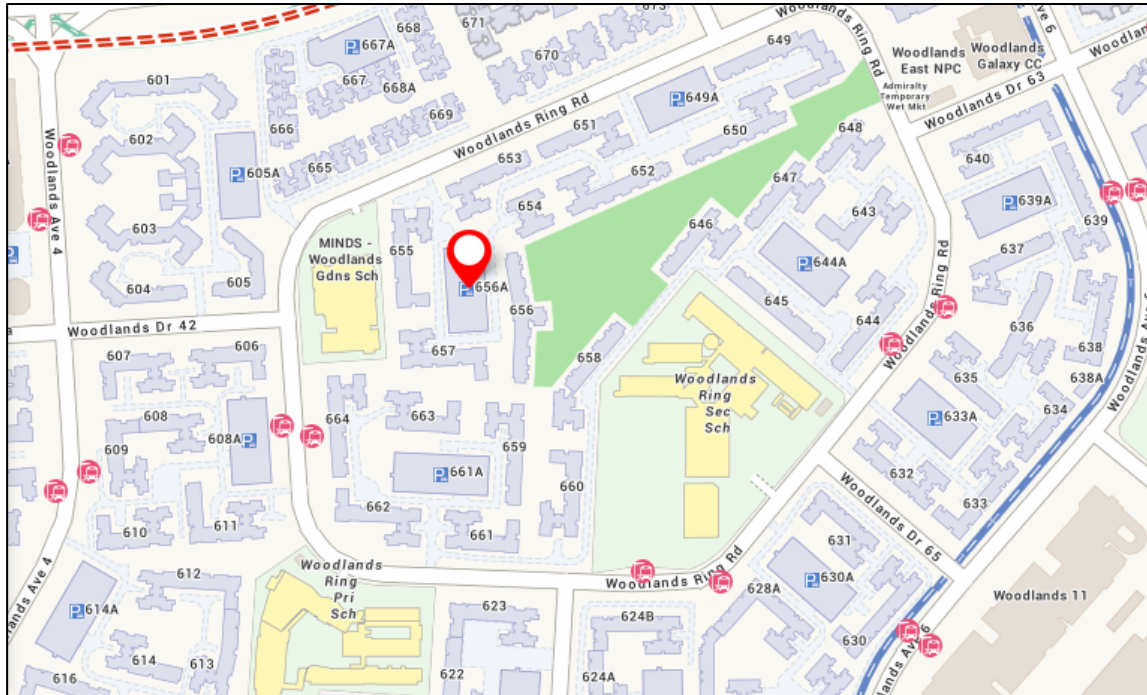 668
671
673
Woodlands Ring Rd
Ave 6
667A
670
649
Woodlands
East NPC
Woodlands
Galaxy CC
601
667
668A
Admiralty
Temporary
Wet Mkt
Woodlands Dr 63
Woodlands
602
666
669
651
649A
650
648
640
Woodlands Ave 4
605A
665
Woodlands Ring Rd
653
652
647
639A
639
603
654
646
643
MINDS -
Woodlands
Gdns Sch
655
637
644A
604
605
656A
Woodlands Ring Rd
645
656
644
636
Woodlands Dr 42
607
606
657
658
638
635
638A
Woodlands
Ring
Sec
Sch
608
664
663
633A
634
608A
609
659
661A
632
633
660
610
611
662
661
Woodlands Dr 65
631
Woodlands Ave 4
612
Woodlands
Ring
Pri
Sch
Woodlands Ring Rd
630A
628A
614A
623
624B
Woodlands 11
614
613
630
616
622
624A